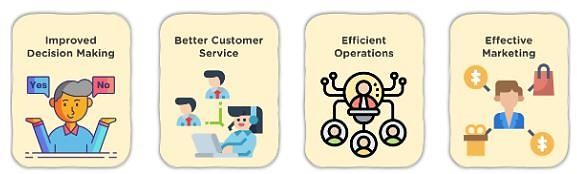 Improved
Decision Making
Yes
No
Better Customer
Service
Efficient
Operations
Effective
Marketing
$
$